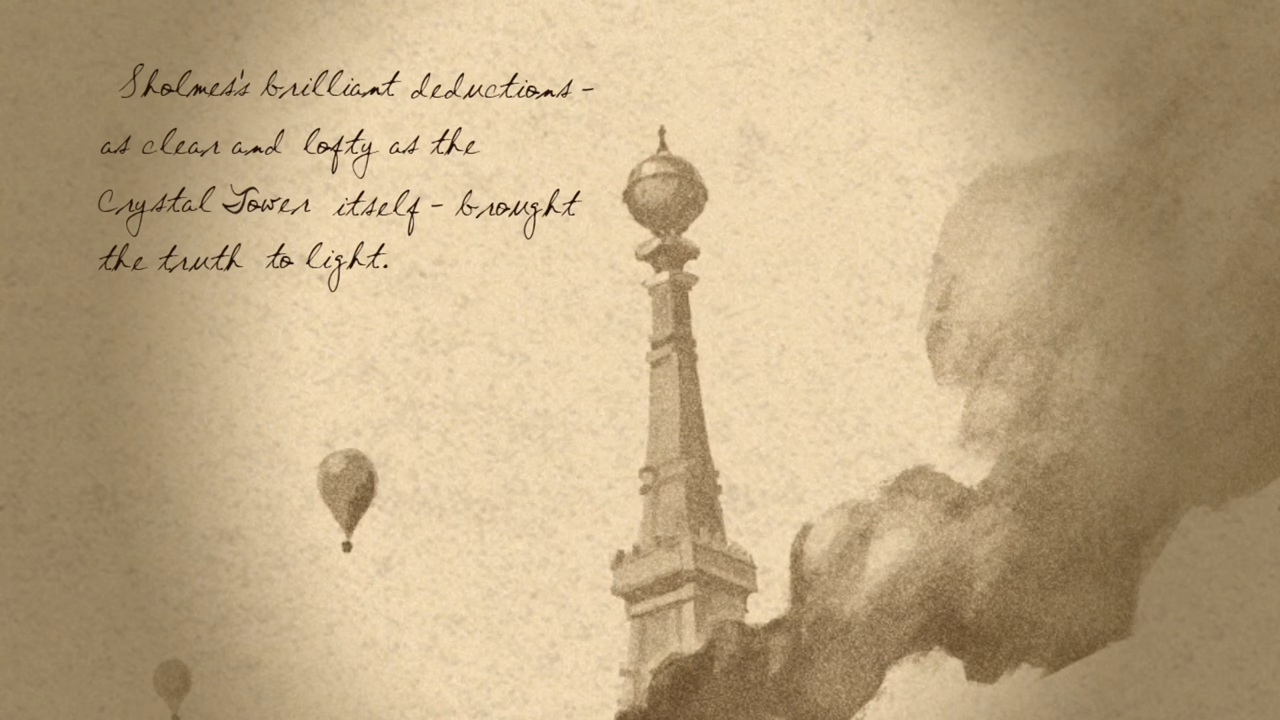 Sholmes's brilliant deductions -
as clear and lofty as the
Crystal Tower itself - brought
the truth to light.